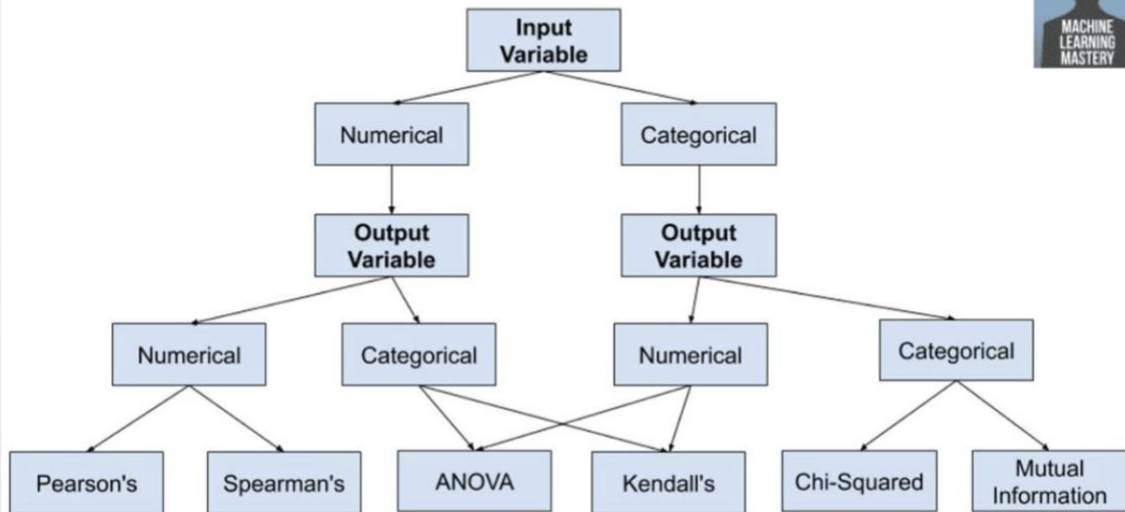 MACHINE
LEARNING
MASTERY
Input
Variable
Numerical
Categorical
Output
Variable
Output
Variable
Numerical
Categorical
Numerical
Categorical
Pearson's
Spearman's
ANOVA
Kendall's
Chi-Squared
Mutual
Information